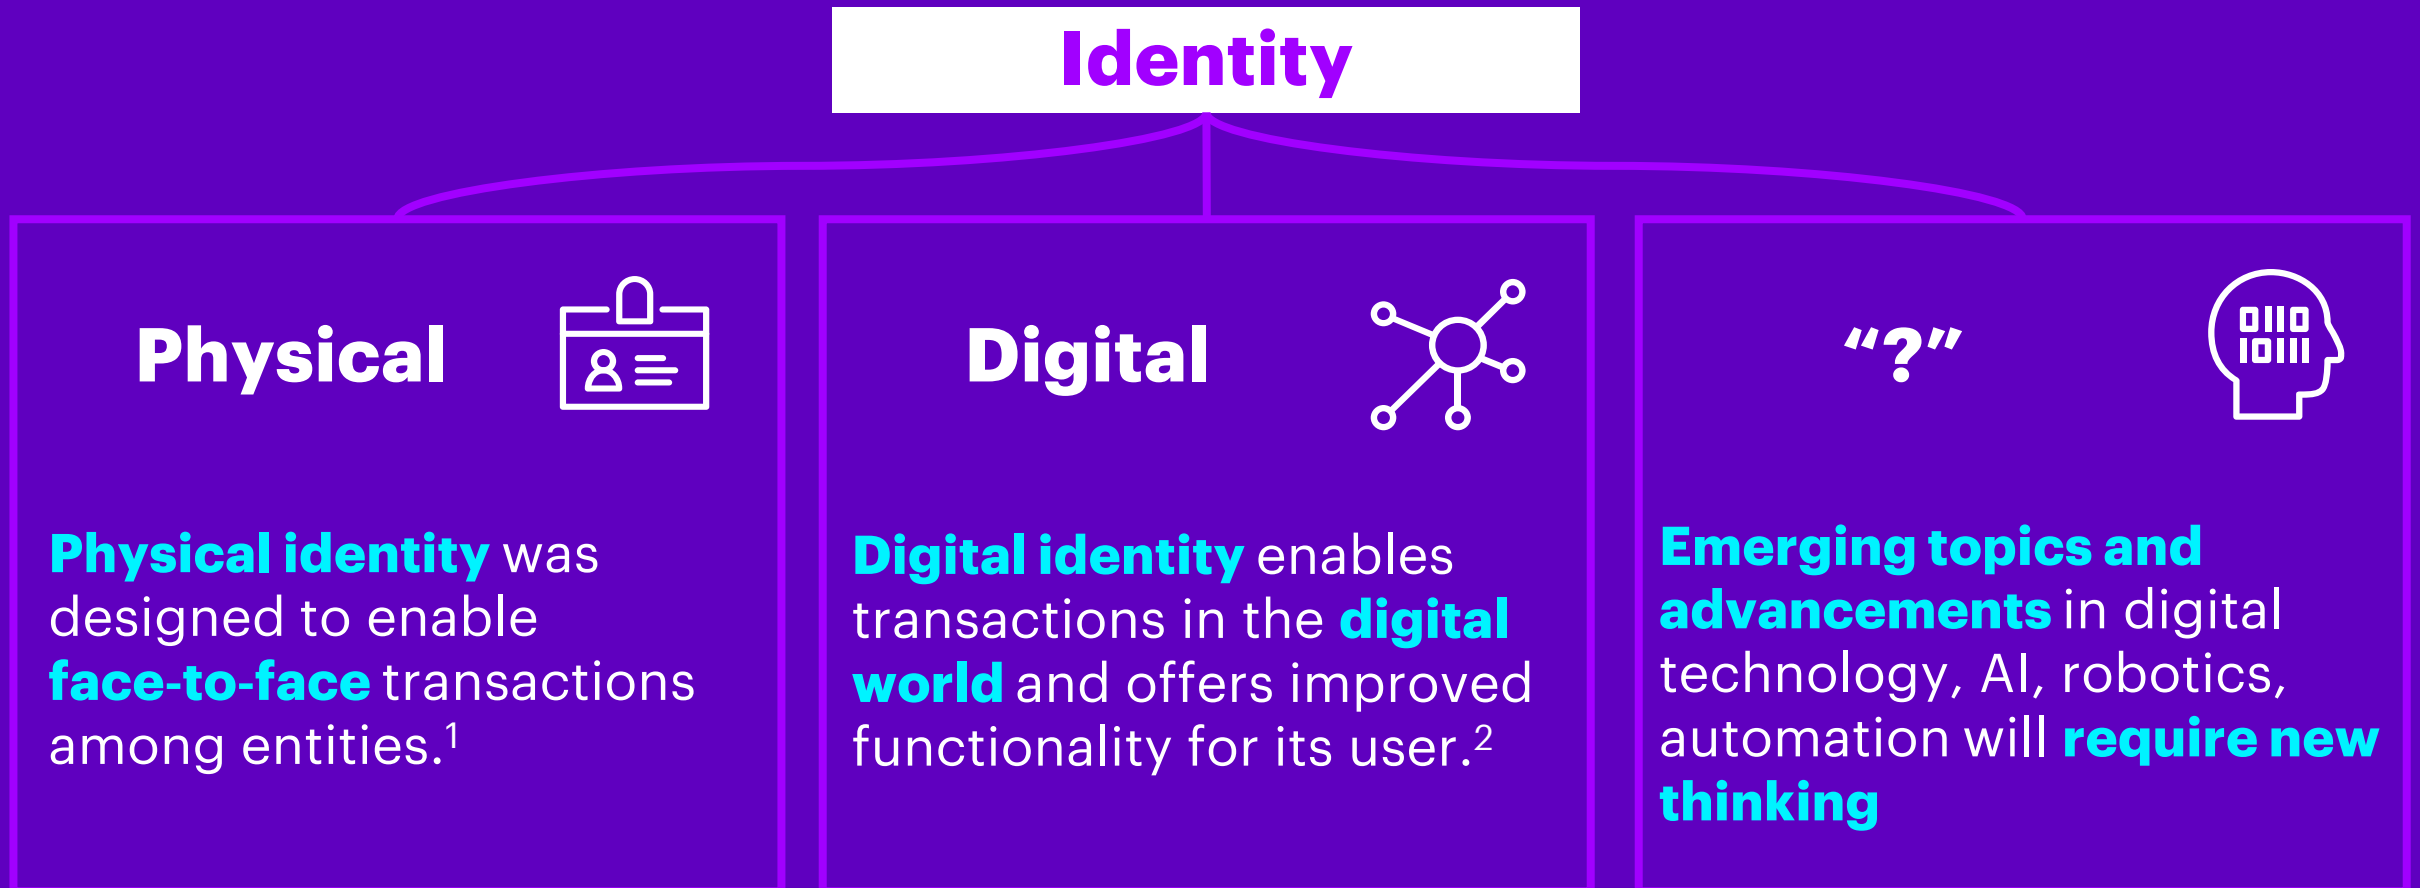 Identity
Physical
Physical identity was
designed to enable
face-to-face transactions
among entities.¹
Digital
Digital identity enables
transactions in the digital
world and offers improved
functionality for its user.²
“?”
0110
10111
Emerging topics and
advancements in digital
technology, AI, robotics,
automation will require new
thinking